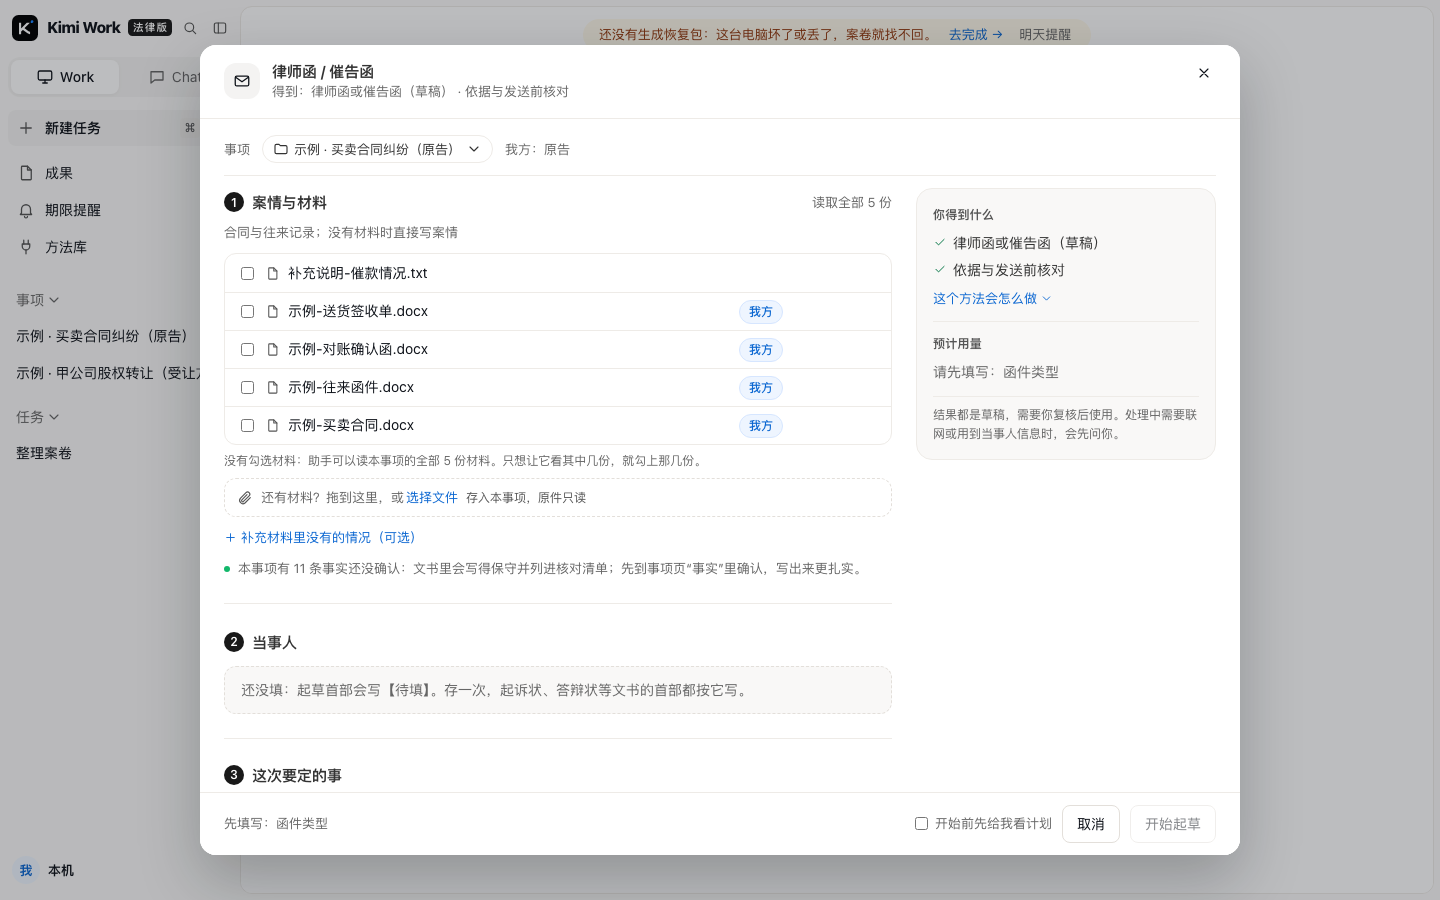 Kimi Work 法律版
还没有生成恢复包：这台电脑坏了或丢了，案卷就找不回。 去完成 → 明天提醒
Work
Chat
新建任务 ⌘
成果
期限提醒
方法库
事项
示例 · 买卖合同纠纷（原告）
示例 · 甲公司股权转让（受让
任务
整理案卷
我 本机
律师函 / 催告函
得到：律师函或催告函（草稿） · 依据与发送前核对
事项 示例 · 买卖合同纠纷（原告） 我方：原告
1 案情与材料 读取全部 5 份
合同与往来记录；没有材料时直接写案情
补充说明-催款情况.txt
示例-送货签收单.docx 我方
示例-对账确认函.docx 我方
示例-往来函件.docx 我方
示例-买卖合同.docx 我方
没有勾选材料：助手可以读本事项的全部 5 份材料。只想让它看其中几份，就勾上那几份。
还有材料？拖到这里，或 选择文件 存入本事项，原件只读
+ 补充材料里没有的情况（可选）
本事项有 11 条事实还没确认：文书里会写得保守并列进核对清单；先到事项页“事实”里确认，写出来更扎实。
2 当事人
还没填：起草首部会写【待填】。存一次，起诉状、答辩状等文书的首部都按它写。
3 这次要定的事
你得到什么
律师函或催告函（草稿）
依据与发送前核对
这个方法会怎么做
预计用量
请先填写：函件类型
结果都是草稿，需要你复核后使用。处理中需要联
网或用到当事人信息时，会先问你。
先填写：函件类型
开始前先给我看计划 取消 开始起草